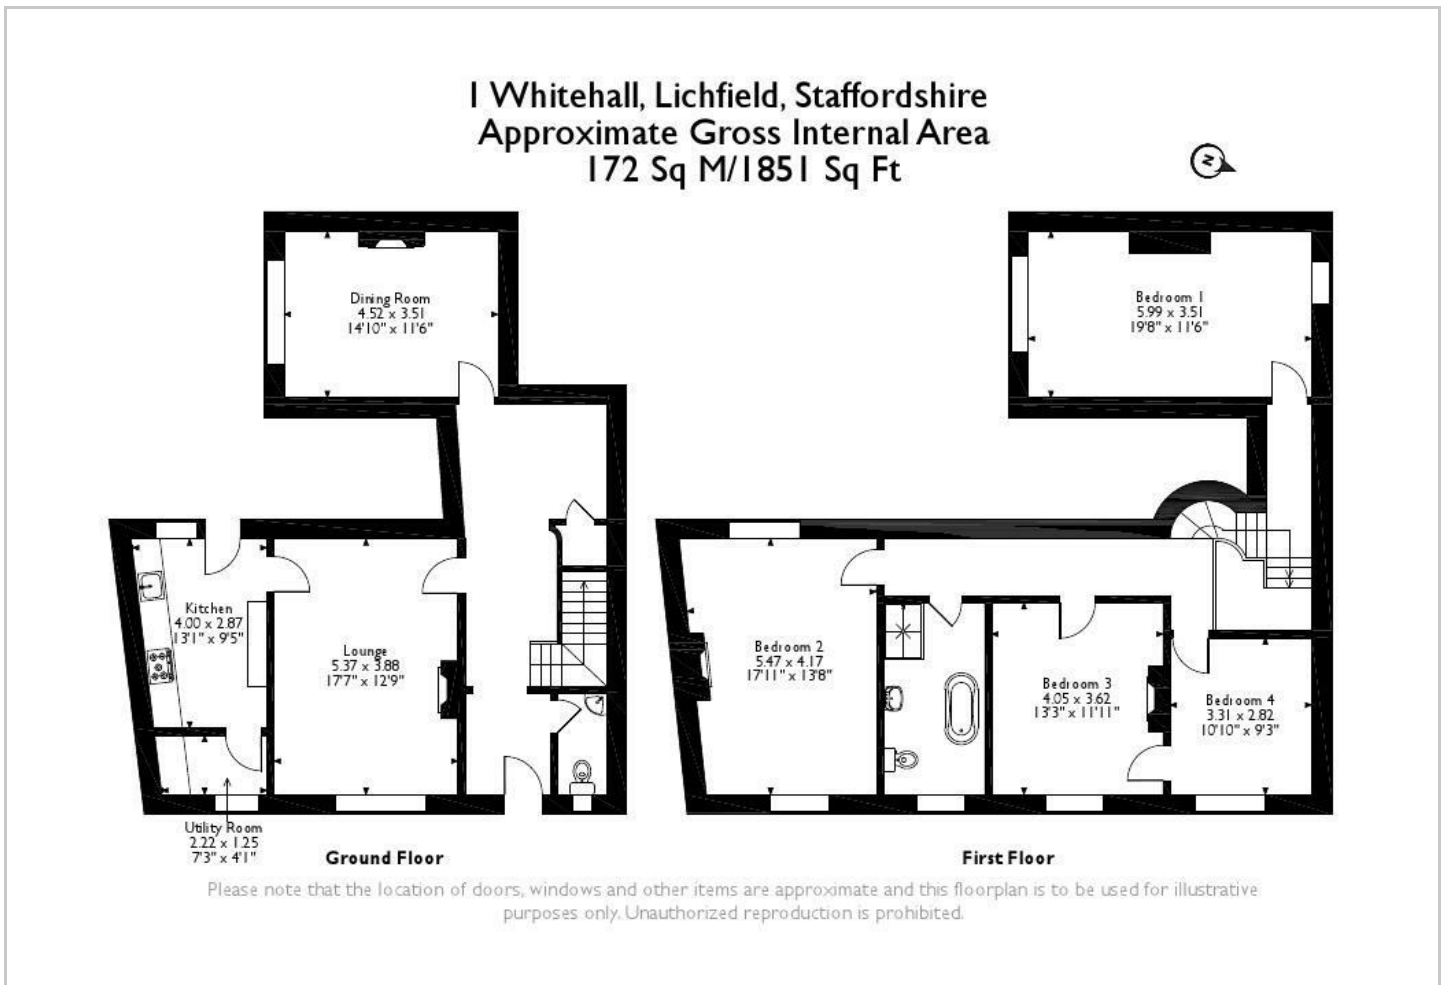 1 Whitehall, Lichfield, Staffordshire
Approximate Gross Internal Area
172 Sq M/1851 Sq Ft
N
Dining Room
4.52 x 3.51
14'10" x 11'6"
Bedroom 1
5.99 x 3.51
19'8" x 11'6"
Kitchen
4.00 x 2.87
13'1" x 9'5"
Lounge
5.37 x 3.88
17'7" x 12'9"
Bedroom 2
5.47 x 4.17
17'11" x 13'8"
Bedroom 3
4.05 x 3.62
13'3" x 11'11"
Bedroom 4
3.31 x 2.82
10'10" x 9'3"
Utility Room
2.22 x 1.25
7'3" x 4'1"
Ground Floor
First Floor
Please note that the location of doors, windows and other items are approximate and this floorplan is to be used for illustrative
purposes only. Unauthorized reproduction is prohibited.